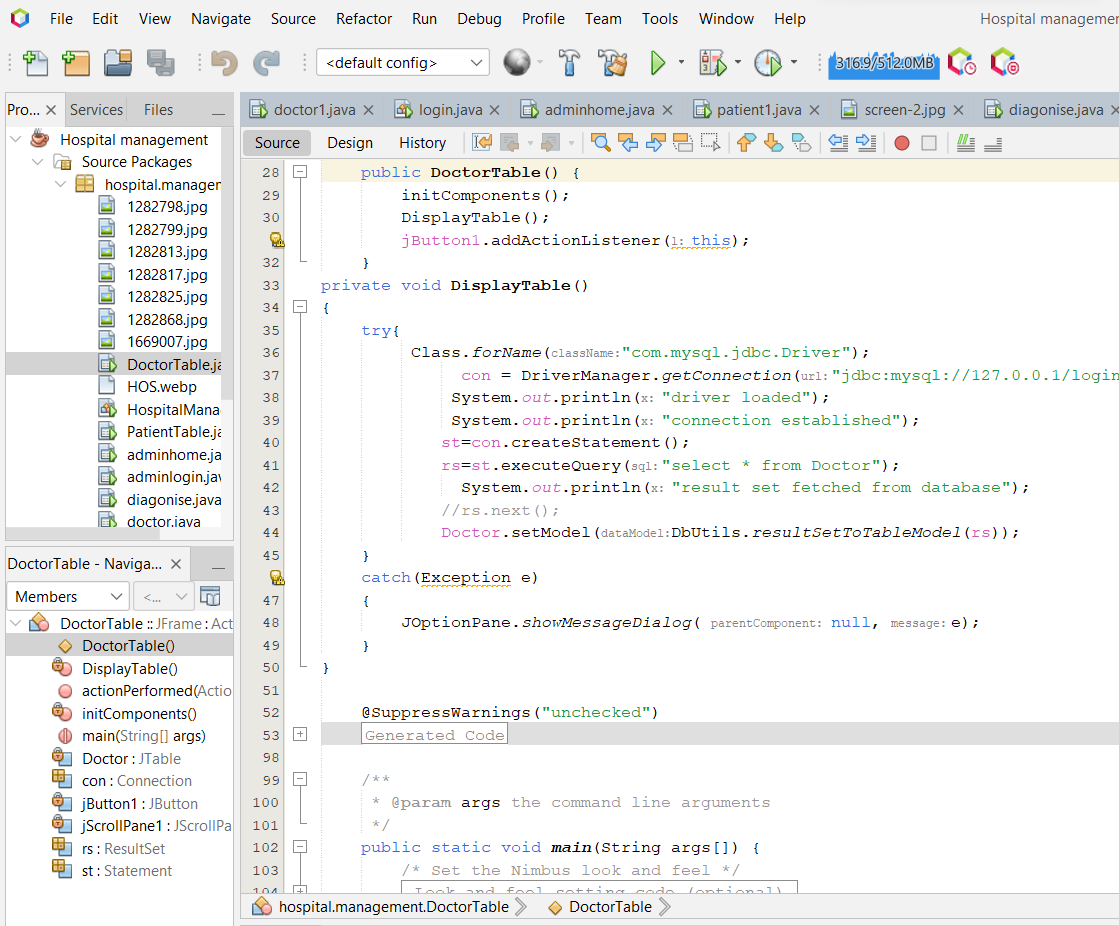 File Edit View Navigate Source Refactor Run Debug Profile Team Tools Window Help Hospital managemer
<default config> 316.9/512.0MB
Pro... Services Files
doctor1.java login.java adminhome.java patient1.java screen-2.jpg diagonise.java
Source Design History
Hospital management
Source Packages
hospital.manager
1282798.jpg
1282799.jpg
1282813.jpg
1282817.jpg
1282825.jpg
1282868.jpg
1669007.jpg
DoctorTable.ja
HOS.webp
HospitalMana
PatientTable.ja
adminhome.ja
adminlogin.jav
diagonise.java
doctor.java
DoctorTable - Naviga...
Members <...
DoctorTable :: JFrame : Act
DoctorTable()
DisplayTable()
actionPerformed(Actio
initComponents()
main(String[] args)
Doctor : JTable
con : Connection
jButton1 : JButton
jScrollPane1 : JScrollPa
rs : ResultSet
st : Statement
28 public DoctorTable() {
29 initComponents();
30 DisplayTable();
jButton1.addActionListener(l: this);
32 }
33 private void DisplayTable()
34 {
35 try{
36 Class.forName(className:"com.mysql.jdbc.Driver");
37 con = DriverManager.getConnection(url:"jdbc:mysql://127.0.0.1/login
38 System.out.println(x: "driver loaded");
39 System.out.println(x: "connection established");
40 st=con.createStatement();
41 rs=st.executeQuery(sql:"select * from Doctor");
42 System.out.println(x: "result set fetched from database");
43 //rs.next();
44 Doctor.setModel(dataModel:DbUtils.resultSetToTableModel(rs));
45 }
catch(Exception e)
47 {
48 JOptionPane.showMessageDialog( parentComponent: null, message: e);
49 }
50 }
51
52 @SuppressWarnings("unchecked")
53 Generated Code
98
99 /**
100 * @param args the command line arguments
101 */
102 public static void main(String args[]) {
103 /* Set the Nimbus look and feel */
104 Look and feel setting code (optional)
hospital.management.DoctorTable DoctorTable